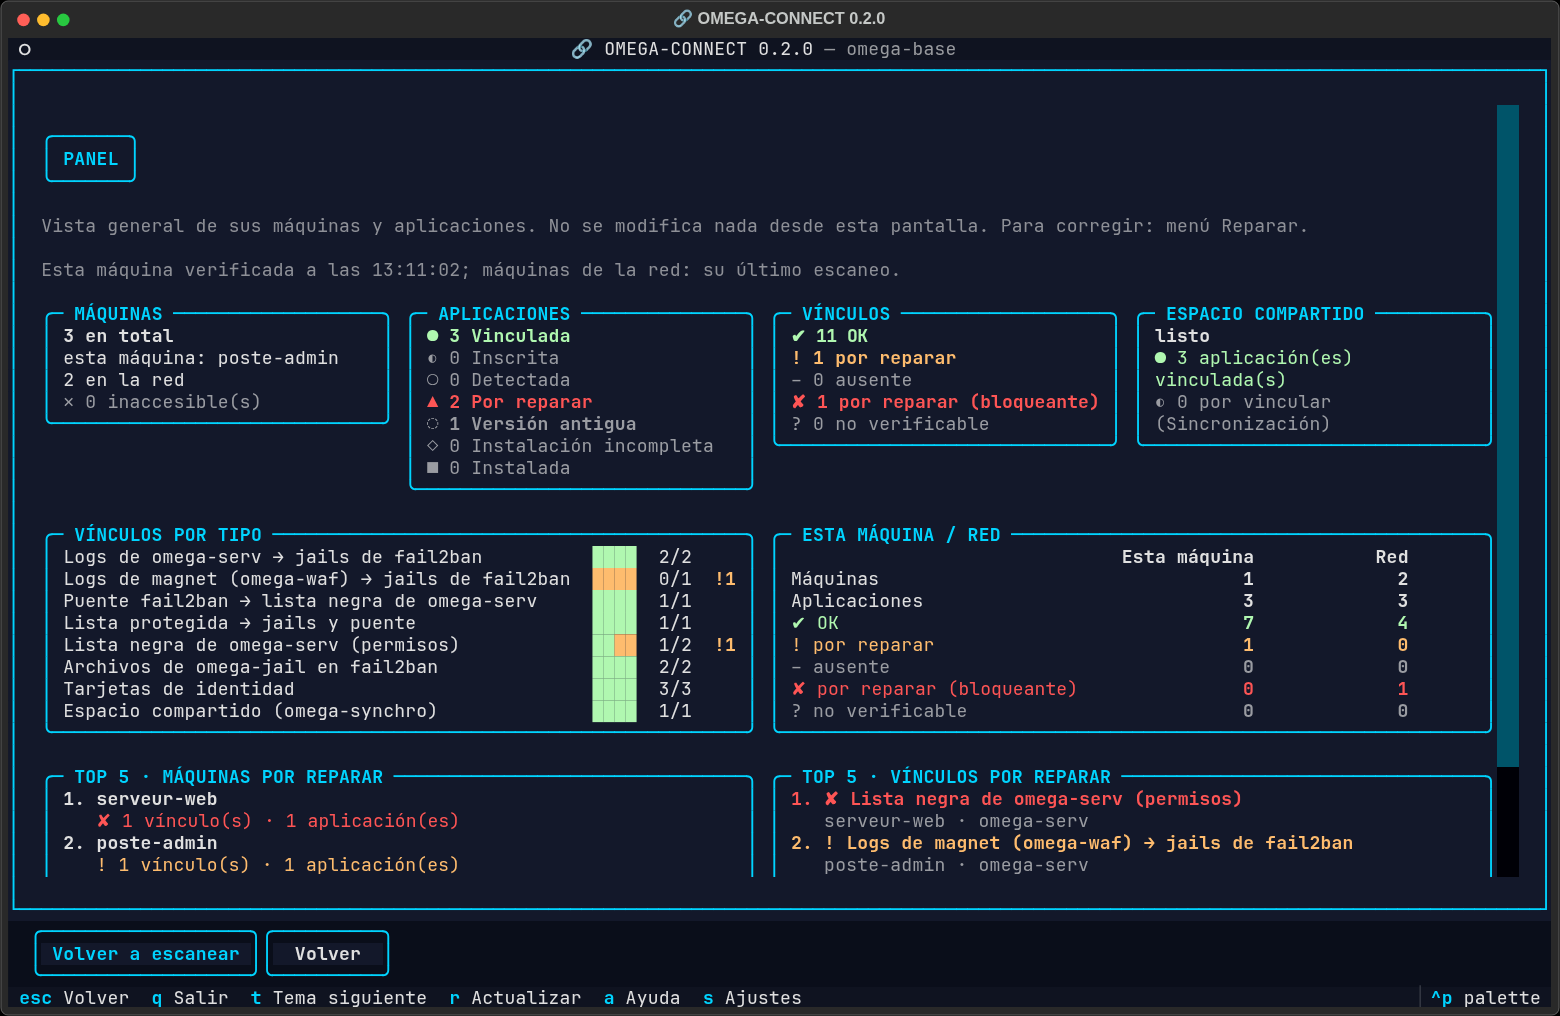 🔗 OMEGA-CONNECT 0.2.0
🔗 OMEGA-CONNECT 0.2.0 — omega-base
PANEL
Vista general de sus máquinas y aplicaciones. No se modifica nada desde esta pantalla. Para corregir: menú Reparar.
Esta máquina verificada a las 13:11:02; máquinas de la red: su último escaneo.
MÁQUINAS
3 en total
esta máquina: poste-admin
2 en la red
× 0 inaccesible(s)
APLICACIONES
● 3 Vinculada
◐ 0 Inscrita
○ 0 Detectada
▲ 2 Por reparar
◌ 1 Versión antigua
◇ 0 Instalación incompleta
■ 0 Instalada
VÍNCULOS
✔ 11 OK
! 1 por reparar
– 0 ausente
✘ 1 por reparar (bloqueante)
? 0 no verificable
ESPACIO COMPARTIDO
listo
● 3 aplicación(es)
vinculada(s)
◐ 0 por vincular
(Sincronización)
VÍNCULOS POR TIPO
Logs de omega-serv → jails de fail2ban 2/2
Logs de magnet (omega-waf) → jails de fail2ban 0/1 !1
Puente fail2ban → lista negra de omega-serv 1/1
Lista protegida → jails y puente 1/1
Lista negra de omega-serv (permisos) 1/2 !1
Archivos de omega-jail en fail2ban 2/2
Tarjetas de identidad 3/3
Espacio compartido (omega-synchro) 1/1
ESTA MÁQUINA / RED
Esta máquina Red
Máquinas 1 2
Aplicaciones 3 3
✔ OK 7 4
! por reparar 1 0
– ausente 0 0
✘ por reparar (bloqueante) 0 1
? no verificable 0 0
TOP 5 · MÁQUINAS POR REPARAR
1. serveur-web
✘ 1 vínculo(s) · 1 aplicación(es)
2. poste-admin
! 1 vínculo(s) · 1 aplicación(es)
TOP 5 · VÍNCULOS POR REPARAR
1. ✘ Lista negra de omega-serv (permisos)
serveur-web · omega-serv
2. ! Logs de magnet (omega-waf) → jails de fail2ban
poste-admin · omega-serv
Volver a escanear Volver
esc Volver q Salir t Tema siguiente r Actualizar a Ayuda s Ajustes ^p palette